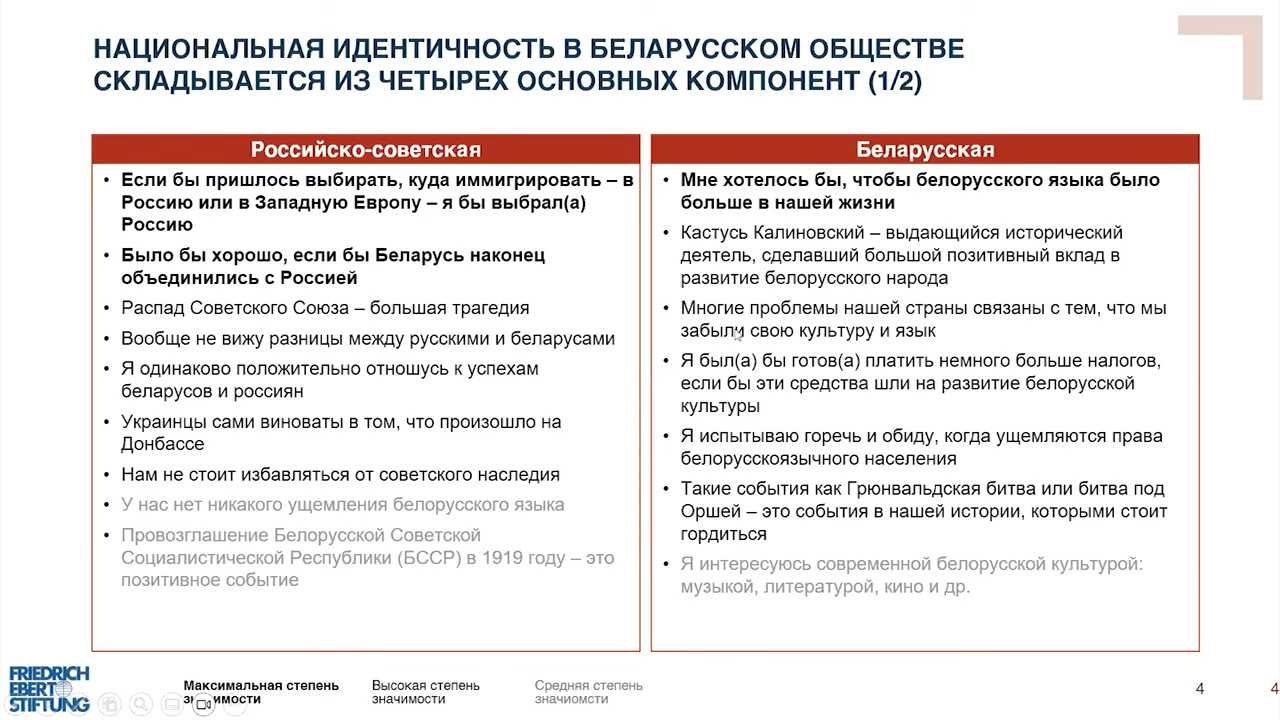 НАЦИОНАЛЬНАЯ ИДЕНТИЧНОСТЬ В БЕЛАРУССКОМ ОБЩЕСТВЕ
СКЛАДЫВАЕТСЯ ИЗ ЧЕТЫРЕХ ОСНОВНЫХ КОМПОНЕНТ (1/2)
Российско-советская
• Если бы пришлось выбирать, куда иммигрировать – в
Россию или в Западную Европу – я бы выбрал(а)
Россию
• Было бы хорошо, если бы Беларусь наконец
объединились с Россией
• Распад Советского Союза – большая трагедия
• Вообще не вижу разницы между русскими и беларусами
• Я одинаково положительно отношусь к успехам
беларусов и россиян
• Украинцы сами виноваты в том, что произошло на
Донбассе
• Нам не стоит избавляться от советского наследия
• У нас нет никакого ущемления белорусского языка
• Провозглашение Белорусской Советской
Социалистической Республики (БССР) в 1919 году – это
позитивное событие
Беларусская
• Мне хотелось бы, чтобы белорусского языка было
больше в нашей жизни
• Кастусь Калиновский – выдающийся исторический
деятель, сделавший большой позитивный вклад в
развитие белорусского народа
• Многие проблемы нашей страны связаны с тем, что мы
забыли свою культуру и язык
• Я был(а) бы готов(а) платить немного больше налогов,
если бы эти средства шли на развитие белорусской
культуры
• Я испытываю горечь и обиду, когда ущемляются права
белорусскоязычного населения
• Такие события как Грюнвальдская битва или битва под
Оршей – это события в нашей истории, которыми стоит
гордиться
• Я интересуюсь современной белорусской культурой:
музыкой, литературой, кино и др.
FRIEDRICH
EBERT
STIFTUNG
Максимальная степень
значимости
Высокая степень
значимости
Средняя степень
значиомсти
4
4